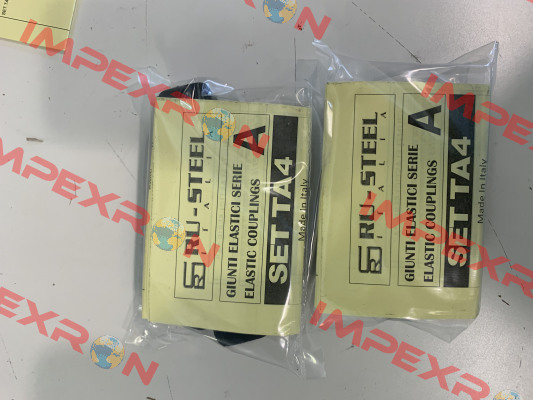 RU-STEEL
ITALIA
GIUNTI ELASTICI SERIE
ELASTIC COUPLINGS
A
SET TA4
Made in Italy
RU-STEEL
ITALIA
GIUNTI ELASTICI SERIE
ELASTIC COUPLINGS
A
SET TA4
Made in Italy
IMPEXRON
IMPEXRON
IMPEXRON
IMPEXRON
IMPEXRON
IMPEXRON